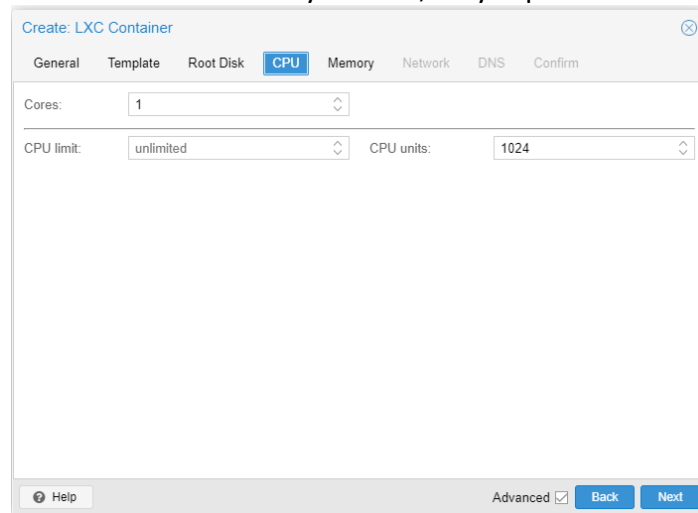 Create: LXC Container
General Template Root Disk CPU Memory Network DNS Confirm
Cores: 1
CPU limit: unlimited CPU units: 1024
Help Advanced Back Next